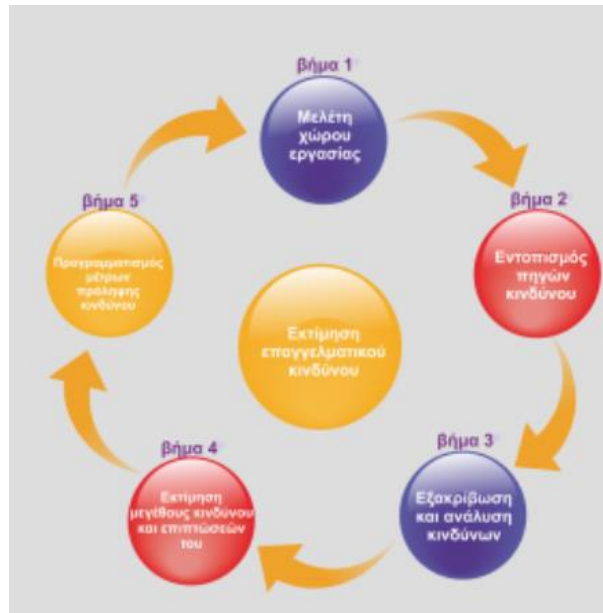 βήμα 1
Μελέτη
χώρου
εργασίας
βήμα 2
Εντοπισμός
πηγών
κινδύνου
βήμα 3
Εξακρίβωση
και ανάλυση
κινδύνων
βήμα 4
Εκτίμηση
μεγέθους κινδύνου
και επιπτώσεών
του
βήμα 5
Προγραμματισμός
μέτρων
πρόληψης
κινδύνου
Εκτίμηση
επαγγελματικού
κινδύνου